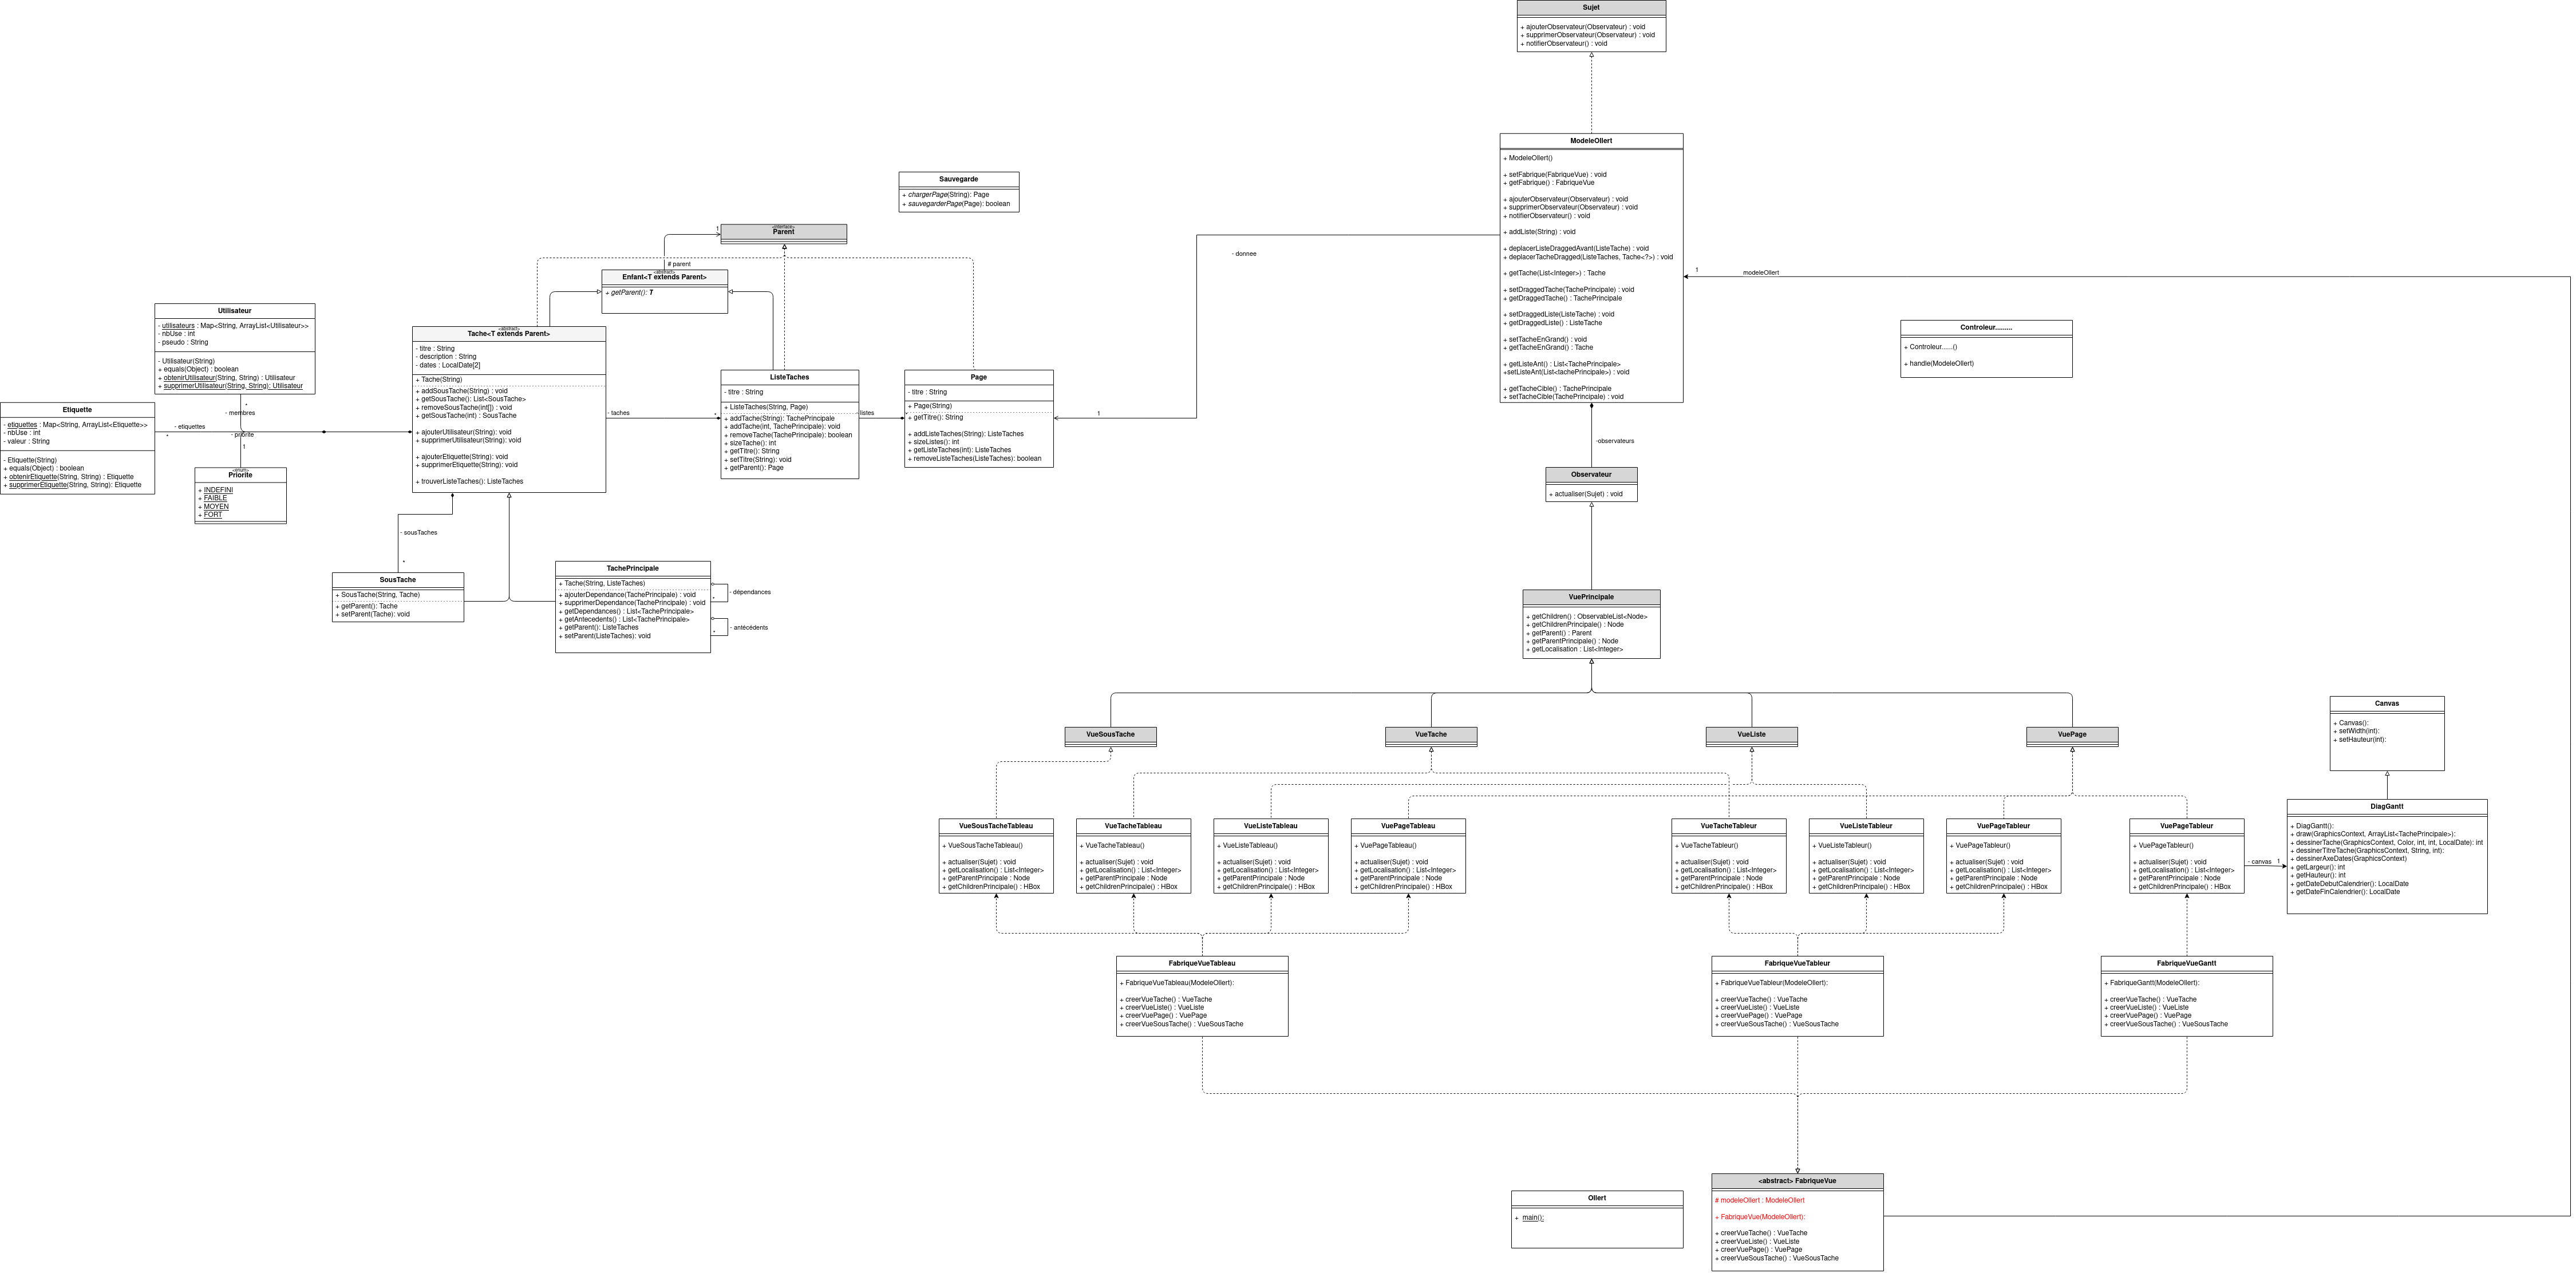 Sujet
+ ajouterObservateur(Observateur) : void
+ supprimerObservateur(Observateur) : void
+ notifierObservateur() : void
ModeleOllert
+ ModeleOllert()
+ setFabrique(FabriqueVue) : void
+ getFabrique() : FabriqueVue
+ ajouterObservateur(Observateur) : void
+ supprimerObservateur(Observateur) : void
+ notifierObservateur() : void
+ addListe(String) : void
+ deplacerListeDraggedAvant(ListeTache) : void
+ deplacerTacheDragged(ListeTaches, Tache<?>) : void
+ getTache(List<Integer>) : Tache
+ setDraggedTache(TachePrincipale) : void
+ getDraggedTache() : TachePrincipale
+ setDraggedListe(ListeTache) : void
+ getDraggedListe() : ListeTache
+ setTacheEnGrand() : void
+ getTacheEnGrand() : Tache
+ getListeAnt() : List<TachePrincipale>
+setListeAnt(List<tachePrincipale>) : void
+ getTacheCible() : TachePrincipale
+ setTacheCible(TachePrincipale) : void
Sauvegarde
+ chargerPage(String): Page
+ sauvegarderPage(Page): boolean
<interface>
Parent
1
# parent
<abstract>
Enfant<T extends Parent>
+ getParent(): T
- donnee
1
1
modeleOllert
Controleur.........
+ Controleur......()
+ handle(ModeleOllert)
Utilisateur
- utilisateurs : Map<String, ArrayList<Utilisateur>>
- nbUse : int
- pseudo : String
- Utilisateur(String)
+ equals(Object) : boolean
+ obtenirUtilisateur(String, String) : Utilisateur
+ supprimerUtilisateur(String, String): Utilisateur
*
- membres
Etiquette
- etiquettes : Map<String, ArrayList<Etiquette>>
- nbUse : int
- valeur : String
- Etiquette(String)
+ equals(Object) : boolean
+ obtenirEtiquette(String, String) : Etiquette
+ supprimerEtiquette(String, String): Etiquette
- etiquettes
*
- priorite
1
<enum>
Priorite
+ INDEFINI
+ FAIBLE
+ MOYEN
+ FORT
<abstract>
Tache<T extends Parent>
- titre : String
- description : String
- dates : LocalDate[2]
+ Tache(String)
+ addSousTache(String) : void
+ getSousTache(): List<SousTache>
+ removeSousTache(int[]) : void
+ getSousTache(int) : SousTache
+ ajouterUtilisateur(String): void
+ supprimerUtilisateur(String): void
+ ajouterEtiquette(String): void
+ supprimerEtiquette(String): void
+ trouverListeTaches(): ListeTaches
- taches
*
ListeTaches
- titre : String
+ ListeTaches(String, Page)
+ addTache(String): TachePrincipale
+ addTache(int, TachePrincipale): void
+ removeTache(TachePrincipale): boolean
+ sizeTache(): int
+ getTitre(): String
+ setTitre(String): void
+ getParent(): Page
- listes
*
Page
- titre : String
+ Page(String)
+ getTitre(): String
+ addListeTaches(String): ListeTaches
+ sizeListes(): int
+ getListeTaches(int): ListeTaches
+ removeListeTaches(ListeTaches): boolean
- sousTaches
*
SousTache
+ SousTache(String, Tache)
+ getParent(): Tache
+ setParent(Tache): void
TachePrincipale
+ Tache(String, ListeTaches)
+ ajouterDependance(TachePrincipale) : void
+ supprimerDependance(TachePrincipale) : void
+ getDependances() : List<TachePrincipale>
+ getAntecedents() : List<TachePrincipale>
+ getParent(): ListeTaches
+ setParent(ListeTaches): void
- dépendances
*
- antécédents
*
-observateurs
Observateur
+ actualiser(Sujet) : void
VuePrincipale
+ getChildren() : ObservableList<Node>
+ getChildrenPrincipale() : Node
+ getParent() : Parent
+ getParentPrincipale() : Node
+ getLocalisation : List<Integer>
VueSousTache
VueTache
VueListe
VuePage
Canvas
+ Canvas():
+ setWidth(int):
+ setHauteur(int):
VueSousTacheTableau
+ VueSousTacheTableau()
+ actualiser(Sujet) : void
+ getLocalisation() : List<Integer>
+ getParentPrincipale : Node
+ getChildrenPrincipale() : HBox
VueTacheTableau
+ VueTacheTableau()
+ actualiser(Sujet) : void
+ getLocalisation() : List<Integer>
+ getParentPrincipale : Node
+ getChildrenPrincipale() : HBox
VueListeTableau
+ VueListeTableau()
+ actualiser(Sujet) : void
+ getLocalisation() : List<Integer>
+ getParentPrincipale : Node
+ getChildrenPrincipale() : HBox
VuePageTableau
+ VuePageTableau()
+ actualiser(Sujet) : void
+ getLocalisation() : List<Integer>
+ getParentPrincipale : Node
+ getChildrenPrincipale() : HBox
VueTacheTableur
+ VueTacheTableur()
+ actualiser(Sujet) : void
+ getLocalisation() : List<Integer>
+ getParentPrincipale : Node
+ getChildrenPrincipale() : HBox
VueListeTableur
+ VueListeTableur()
+ actualiser(Sujet) : void
+ getLocalisation() : List<Integer>
+ getParentPrincipale : Node
+ getChildrenPrincipale() : HBox
VuePageTableur
+ VuePageTableur()
+ actualiser(Sujet) : void
+ getLocalisation() : List<Integer>
+ getParentPrincipale : Node
+ getChildrenPrincipale() : HBox
VuePageTableur
+ VuePageTableur()
+ actualiser(Sujet) : void
+ getLocalisation() : List<Integer>
+ getParentPrincipale : Node
+ getChildrenPrincipale() : HBox
- canvas 1
DiagGantt
+ DiagGantt():
+ draw(GraphicsContext, ArrayList<TachePrincipale>):
+ dessinerTache(GraphicsContext, Color, int, int, LocalDate): int
+ dessinerTitreTache(GraphicsContext, String, int):
+ dessinerAxeDates(GraphicsContext)
+ getLargeur(): int
+ getHauteur(): int
+ getDateDebutCalendrier(): LocalDate
+ getDateFinCalendrier(): LocalDate
FabriqueVueTableau
+ FabriqueVueTableau(ModeleOllert):
+ creerVueTache() : VueTache
+ creerVueListe() : VueListe
+ creerVuePage() : VuePage
+ creerVueSousTache() : VueSousTache
FabriqueVueTableur
+ FabriqueVueTableur(ModeleOllert):
+ creerVueTache() : VueTache
+ creerVueListe() : VueListe
+ creerVuePage() : VuePage
+ creerVueSousTache() : VueSousTache
FabriqueVueGantt
+ FabriqueGantt(ModeleOllert):
+ creerVueTache() : VueTache
+ creerVueListe() : VueListe
+ creerVuePage() : VuePage
+ creerVueSousTache() : VueSousTache
Ollert
+ main():
<abstract> FabriqueVue
# modeleOllert : ModeleOllert
+ FabriqueVue(ModeleOllert):
+ creerVueTache() : VueTache
+ creerVueListe() : VueListe
+ creerVuePage() : VuePage
+ creerVueSousTache() : VueSousTache